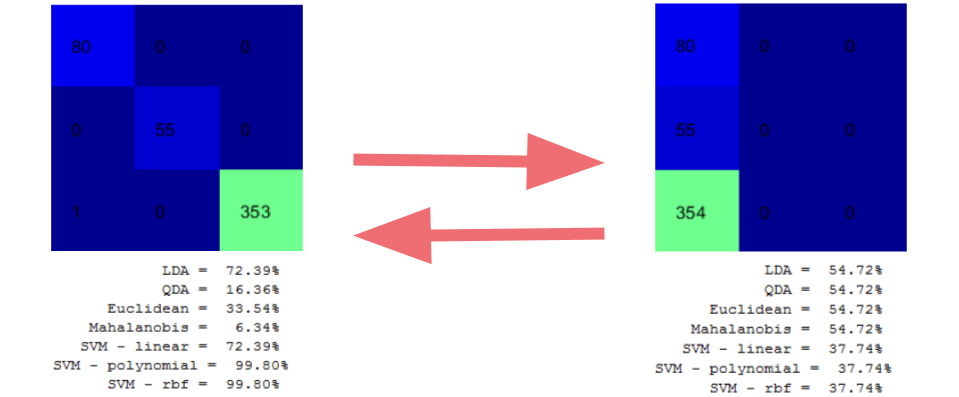 80 0 0
0 55 0
1 0 353
LDA = 72.39%
QDA = 16.36%
Euclidean = 33.54%
Mahalanobis = 6.34%
SVM - linear = 72.39%
SVM - polynomial = 99.80%
SVM - rbf = 99.80%
80 0 0
55 0 0
354 0 0
LDA = 54.72%
QDA = 54.72%
Euclidean = 54.72%
Mahalanobis = 54.72%
SVM - linear = 37.74%
SVM - polynomial = 37.74%
SVM - rbf = 37.74%